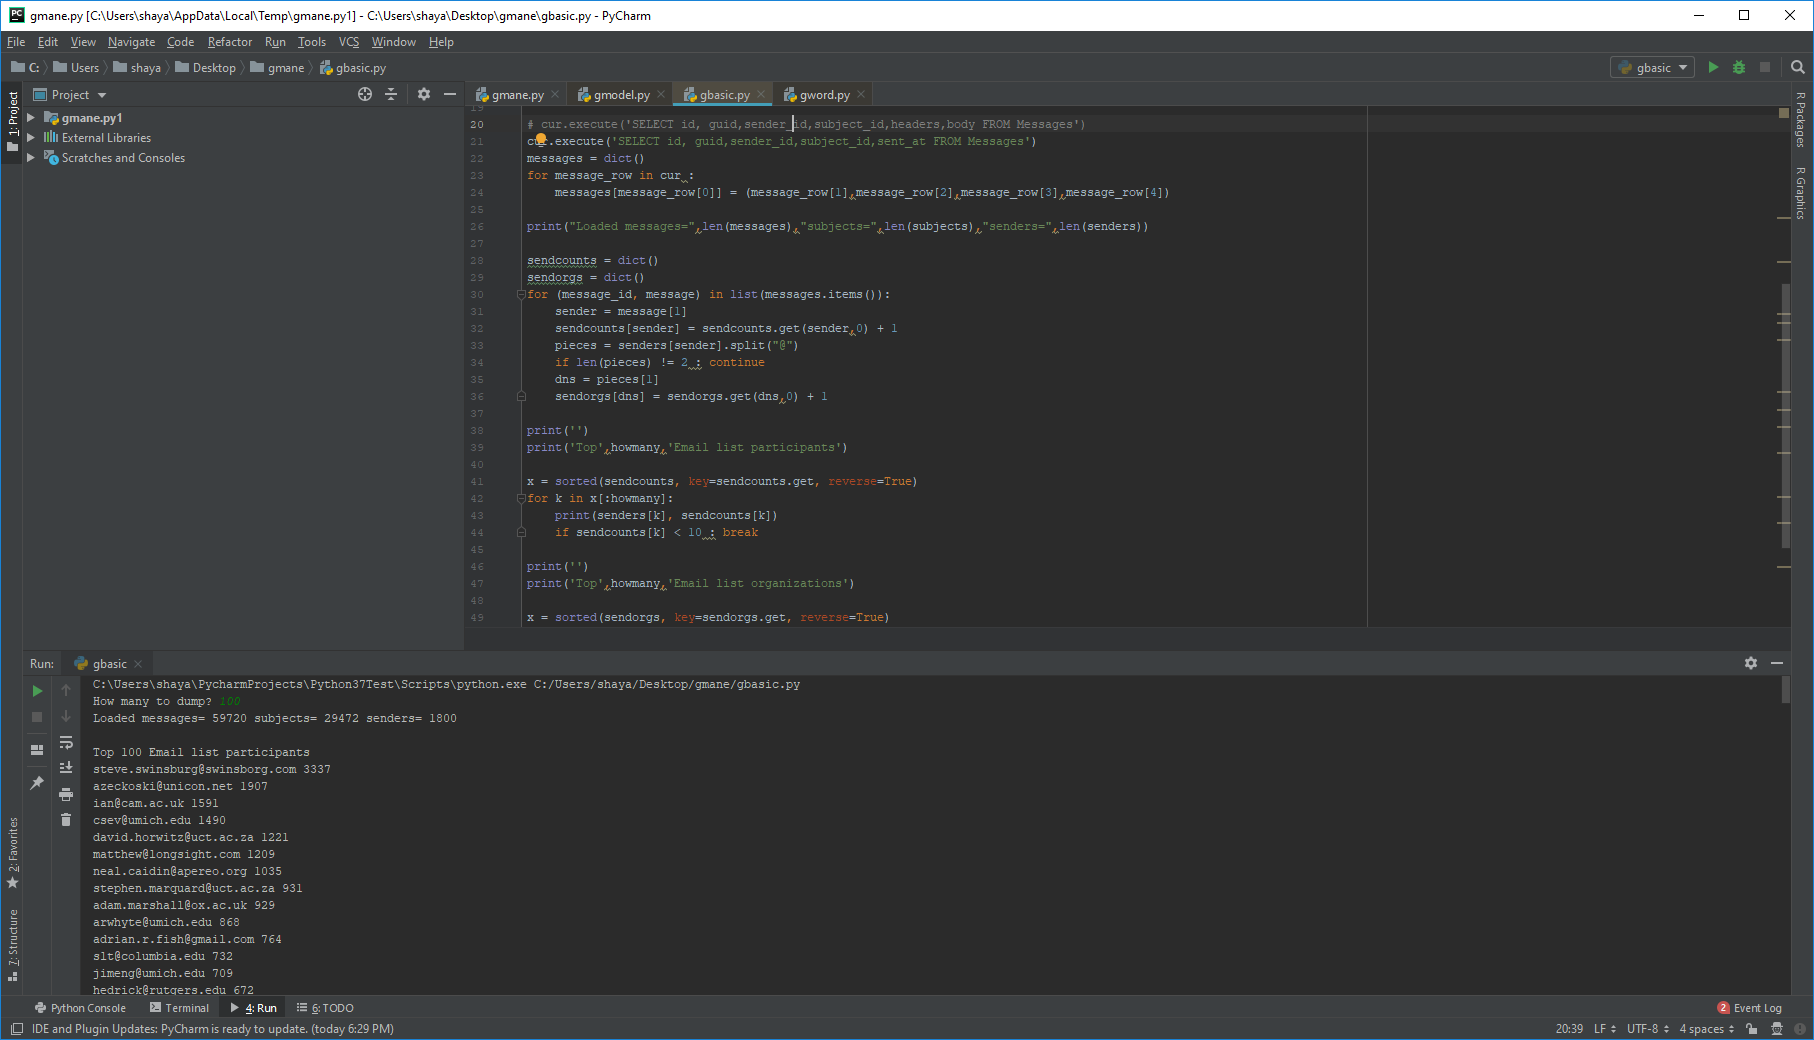 gmane.py [C:\Users\shaya\AppData\Local\Temp\gmane.py1] - C:\Users\shaya\Desktop\gmane\gbasic.py - PyCharm
File Edit View Navigate Code Refactor Run Tools VCS Window Help
C: Users shaya Desktop gmane gbasic.py
gbasic
1: Project
Project
gmane.py gmodel.py gbasic.py gword.py
gmane.py1
External Libraries
Scratches and Consoles
19
20 # cur.execute('SELECT id, guid,sender_id,subject_id,headers,body FROM Messages')
21 cur.execute('SELECT id, guid,sender_id,subject_id,sent_at FROM Messages')
22 messages = dict()
23 for message_row in cur :
24 messages[message_row[0]] = (message_row[1],message_row[2],message_row[3],message_row[4])
25
26 print("Loaded messages=",len(messages),"subjects=",len(subjects),"senders=",len(senders))
27
28 sendcounts = dict()
29 sendorgs = dict()
30 for (message_id, message) in list(messages.items()):
31 sender = message[1]
32 sendcounts[sender] = sendcounts.get(sender,0) + 1
33 pieces = senders[sender].split("@")
34 if len(pieces) != 2 : continue
35 dns = pieces[1]
36 sendorgs[dns] = sendorgs.get(dns,0) + 1
37
38 print('')
39 print('Top',howmany,'Email list participants')
40
41 x = sorted(sendcounts, key=sendcounts.get, reverse=True)
42 for k in x[:howmany]:
43 print(senders[k], sendcounts[k])
44 if sendcounts[k] < 10 : break
45
46 print('')
47 print('Top',howmany,'Email list organizations')
48
49 x = sorted(sendorgs, key=sendorgs.get, reverse=True)
R Packages
R Graphics
Run: gbasic
C:\Users\shaya\PycharmProjects\Python37Test\Scripts\python.exe C:/Users/shaya/Desktop/gmane/gbasic.py
How many to dump? 100
Loaded messages= 59720 subjects= 29472 senders= 1800
Top 100 Email list participants
steve.swinsburg@swinsborg.com 3337
azeckoski@unicon.net 1907
ian@cam.ac.uk 1591
csev@umich.edu 1490
david.horwitz@uct.ac.za 1221
matthew@longsight.com 1209
neal.caidin@apereo.org 1035
stephen.marquard@uct.ac.za 931
adam.marshall@ox.ac.uk 929
arwhyte@umich.edu 868
adrian.r.fish@gmail.com 764
slt@columbia.edu 732
jimeng@umich.edu 709
hedrick@rutgers.edu 672
2: Favorites
7: Structure
Python Console Terminal 4: Run 6: TODO
2 Event Log
IDE and Plugin Updates: PyCharm is ready to update. (today 6:29 PM)
20:39 LF UTF-8 4 spaces